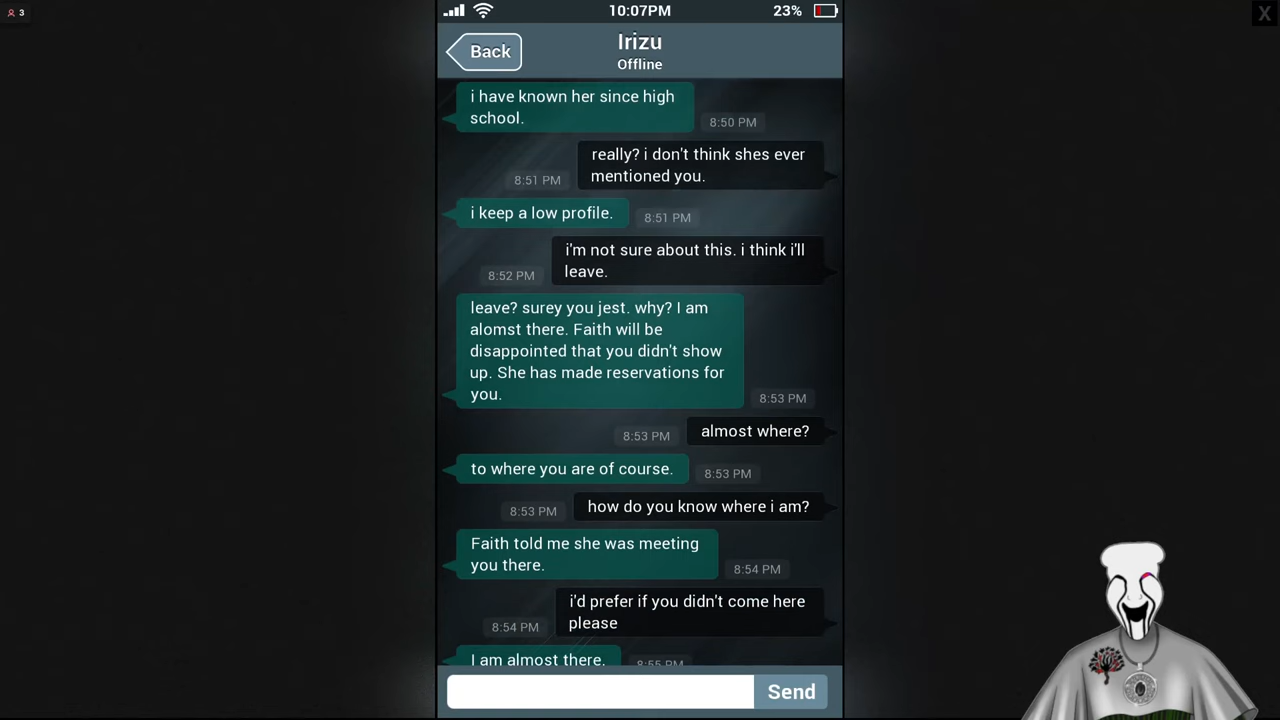 3
10:07PM
23%
X
Back
Irizu
Offline
i have known her since high
school.
8:50 PM
really? i don't think shes ever
mentioned you.
8:51 PM
i keep a low profile.
8:51 PM
i'm not sure about this. i think i'll
leave.
8:52 PM
leave? surey you jest. why? I am
alomst there. Faith will be
disappointed that you didn't show
up. She has made reservations for
you.
8:53 PM
almost where?
8:53 PM
to where you are of course.
8:53 PM
how do you know where i am?
8:53 PM
Faith told me she was meeting
you there.
8:54 PM
i'd prefer if you didn't come here
please
8:54 PM
I am almost there.
8:55 PM
Send